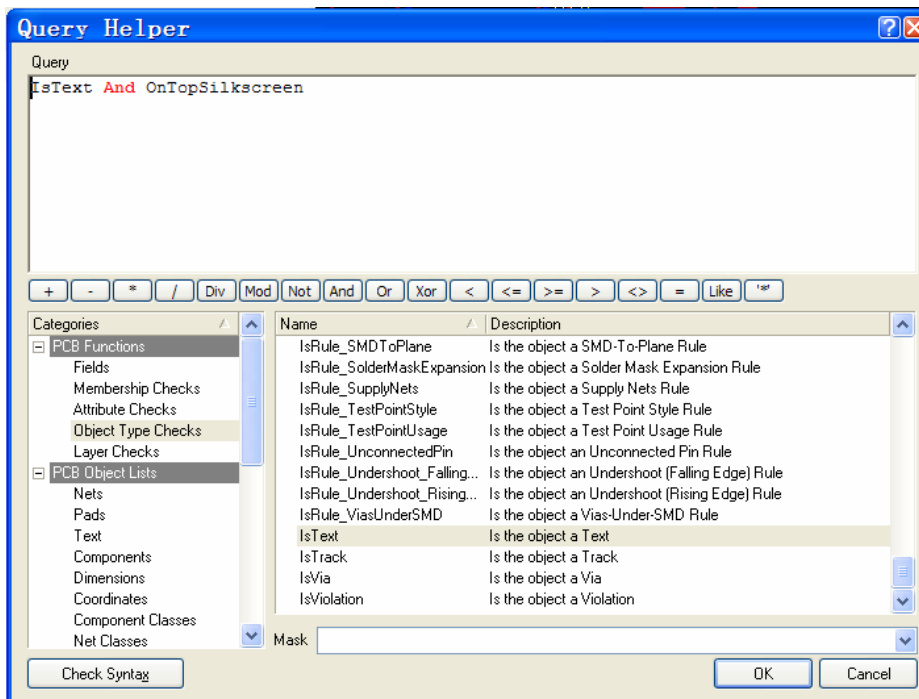 Query Helper
Query
IsText And OnTopSilkscreen
+ - * / Div Mod Not And Or Xor < <= >= > <> = Like '*'
Categories Name Description
PCB Functions IsRule_SMDToPlane Is the object a SMD-To-Plane Rule
Fields IsRule_SolderMaskExpansion Is the object a Solder Mask Expansion Rule
Membership Checks IsRule_SupplyNets Is the object a Supply Nets Rule
Attribute Checks IsRule_TestPointStyle Is the object a Test Point Style Rule
Object Type Checks IsRule_TestPointUsage Is the object a Test Point Usage Rule
Layer Checks IsRule_UnconnectedPin Is the object an Unconnected Pin Rule
PCB Object Lists IsRule_Undershoot_Falling... Is the object an Undershoot (Falling Edge) Rule
Nets IsRule_Undershoot_Rising... Is the object an Undershoot (Rising Edge) Rule
Pads IsRule_ViasUnderSMD Is the object a Vias-Under-SMD Rule
Text IsText Is the object a Text
Components IsTrack Is the object a Track
Dimensions IsVia Is the object a Via
Coordinates IsViolation Is the object a Violation
Component Classes
Net Classes Mask
Check Syntax OK Cancel